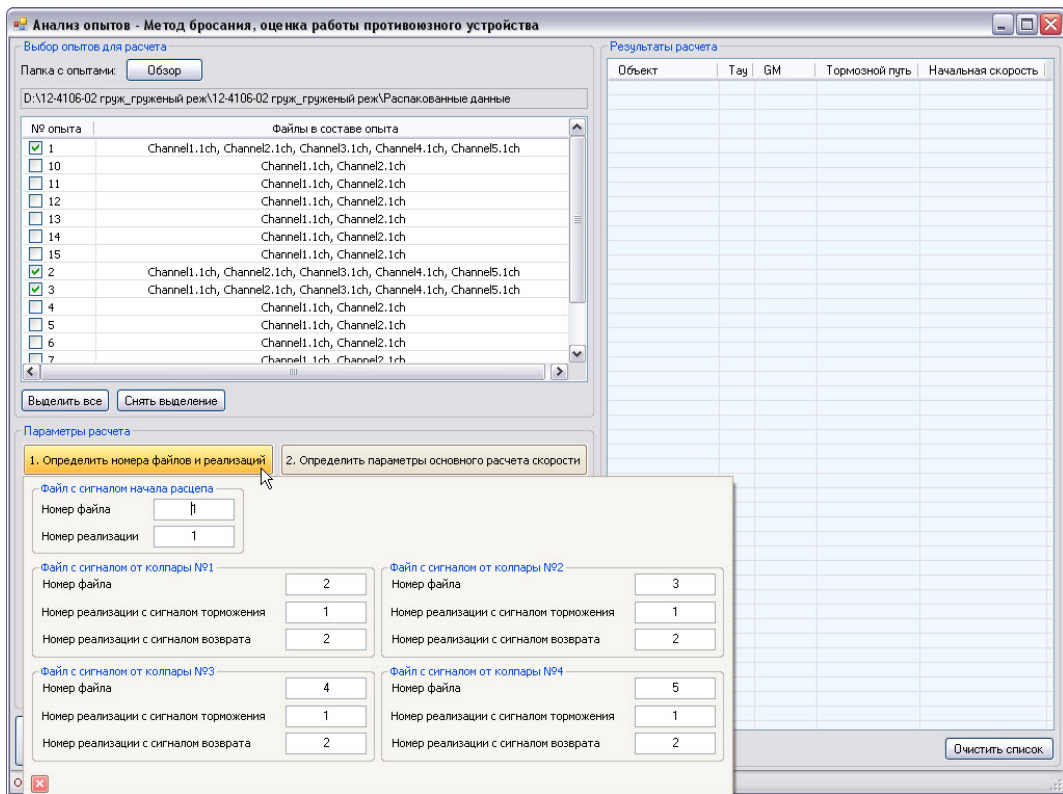 Анализ опытов - Метод бросания, оценка работы противоюзного устройства
Выбор опытов для расчета
Папка с опытами: Обзор
D:\12-4106-02 груж_груженый реж\12-4106-02 груж_груженый реж\Распакованные данные
№ опыта Файлы в составе опыта
1 Channel1.1ch, Channel2.1ch, Channel3.1ch, Channel4.1ch, Channel5.1ch
10 Channel1.1ch, Channel2.1ch
11 Channel1.1ch, Channel2.1ch
12 Channel1.1ch, Channel2.1ch
13 Channel1.1ch, Channel2.1ch
14 Channel1.1ch, Channel2.1ch
15 Channel1.1ch, Channel2.1ch
2 Channel1.1ch, Channel2.1ch, Channel3.1ch, Channel4.1ch, Channel5.1ch
3 Channel1.1ch, Channel2.1ch, Channel3.1ch, Channel4.1ch, Channel5.1ch
4 Channel1.1ch, Channel2.1ch
5 Channel1.1ch, Channel2.1ch
6 Channel1.1ch, Channel2.1ch
7 Channel1.1ch, Channel2.1ch
Выделить все Снять выделение
Параметры расчета
1. Определить номера файлов и реализаций 2. Определить параметры основного расчета скорости
Файл с сигналом начала расцепа
Номер файла 1
Номер реализации 1
Файл с сигналом от колпары №1
Номер файла 2
Номер реализации с сигналом торможения 1
Номер реализации с сигналом возврата 2
Файл с сигналом от колпары №2
Номер файла 3
Номер реализации с сигналом торможения 1
Номер реализации с сигналом возврата 2
Файл с сигналом от колпары №3
Номер файла 4
Номер реализации с сигналом торможения 1
Номер реализации с сигналом возврата 2
Файл с сигналом от колпары №4
Номер файла 5
Номер реализации с сигналом торможения 1
Номер реализации с сигналом возврата 2
Результаты расчета
Объект Тау GM Тормозной путь Начальная скорость
Очистить список